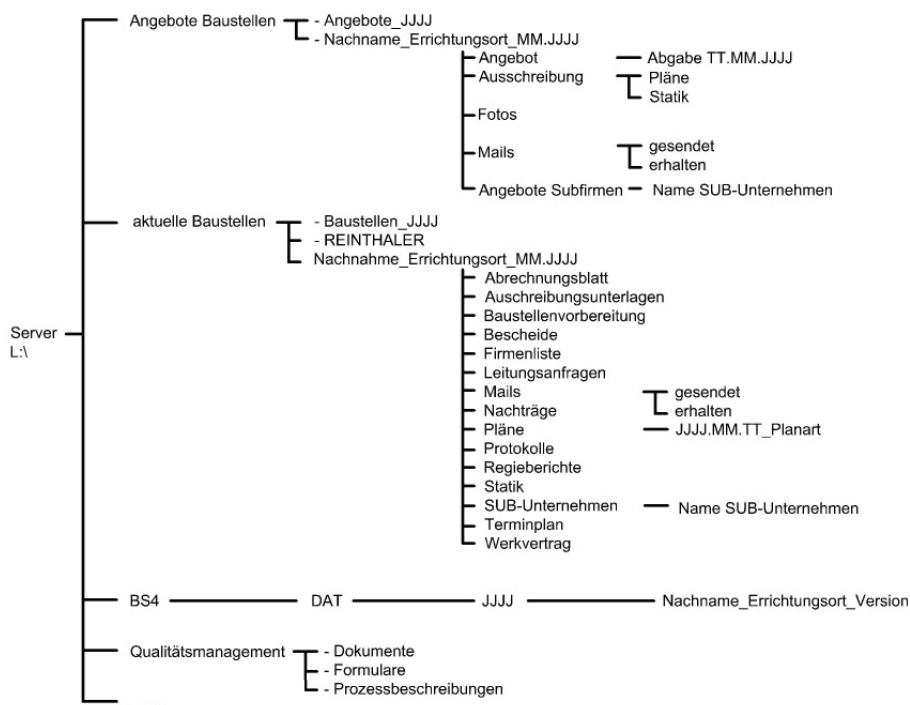 Angebote Baustellen - Angebote_JJJJ
- Nachname_Errichtungsort_MM.JJJJ
Angebot Abgabe TT.MM.JJJJ
Ausschreibung Pläne
Statik
Fotos
Mails gesendet
erhalten
Angebote Subfirmen Name SUB-Unternehmen
aktuelle Baustellen - Baustellen_JJJJ
- REINTHALER
Nachnahme_Errichtungsort_MM.JJJJ
Abrechnungsblatt
Auschreibungsunterlagen
Baustellenvorbereitung
Server
L:\
Bescheide
Firmenliste
Leitungsanfragen
Mails gesendet
Nachträge erhalten
Pläne JJJJ.MM.TT_Planart
Protokolle
Regieberichte
Statik
SUB-Unternehmen Name SUB-Unternehmen
Terminplan
Werkvertrag
BS4 DAT JJJJ Nachname_Errichtungsort_Version
Qualitätsmanagement - Dokumente
- Formulare
- Prozessbeschreibungen